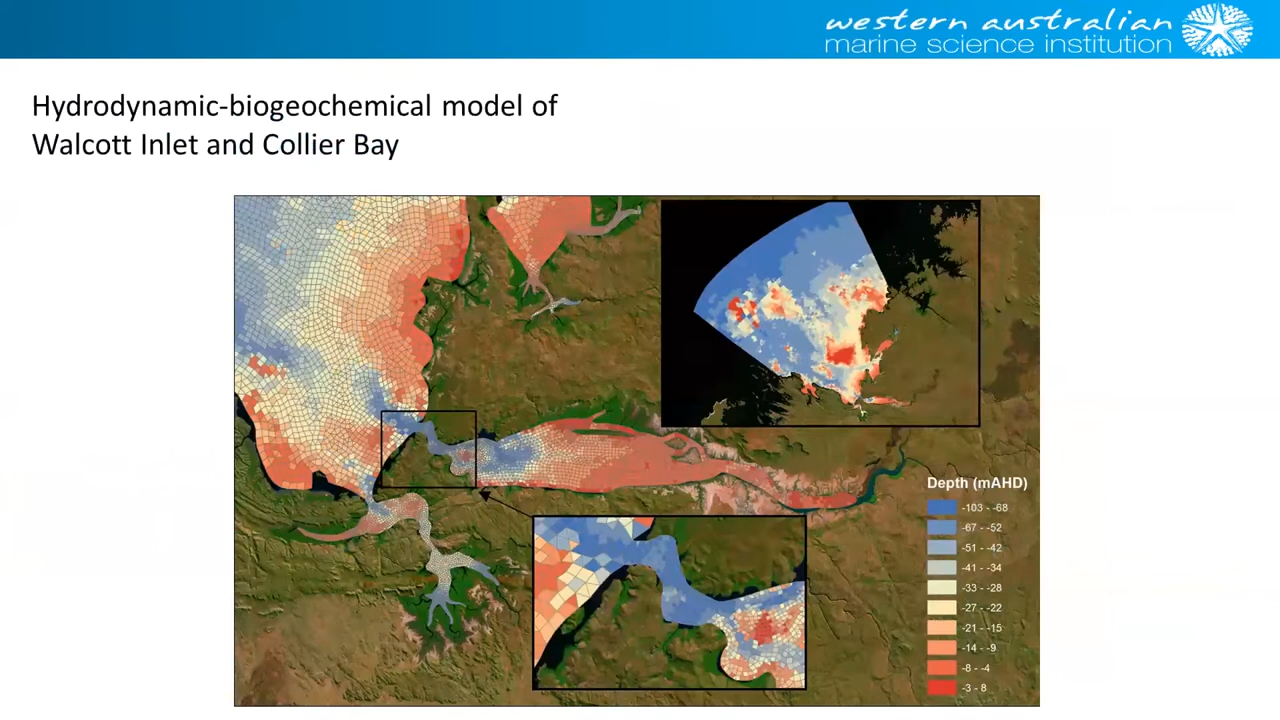 western australian
marine science institution
Hydrodynamic-biogeochemical model of
Walcott Inlet and Collier Bay
Depth (mAHD)
-103 - -68
-67 - -52
-51 - -42
-41 - -34
-33 - -28
-27 - -22
-21 - -15
-14 - -9
-8 - -4
-3 - 8